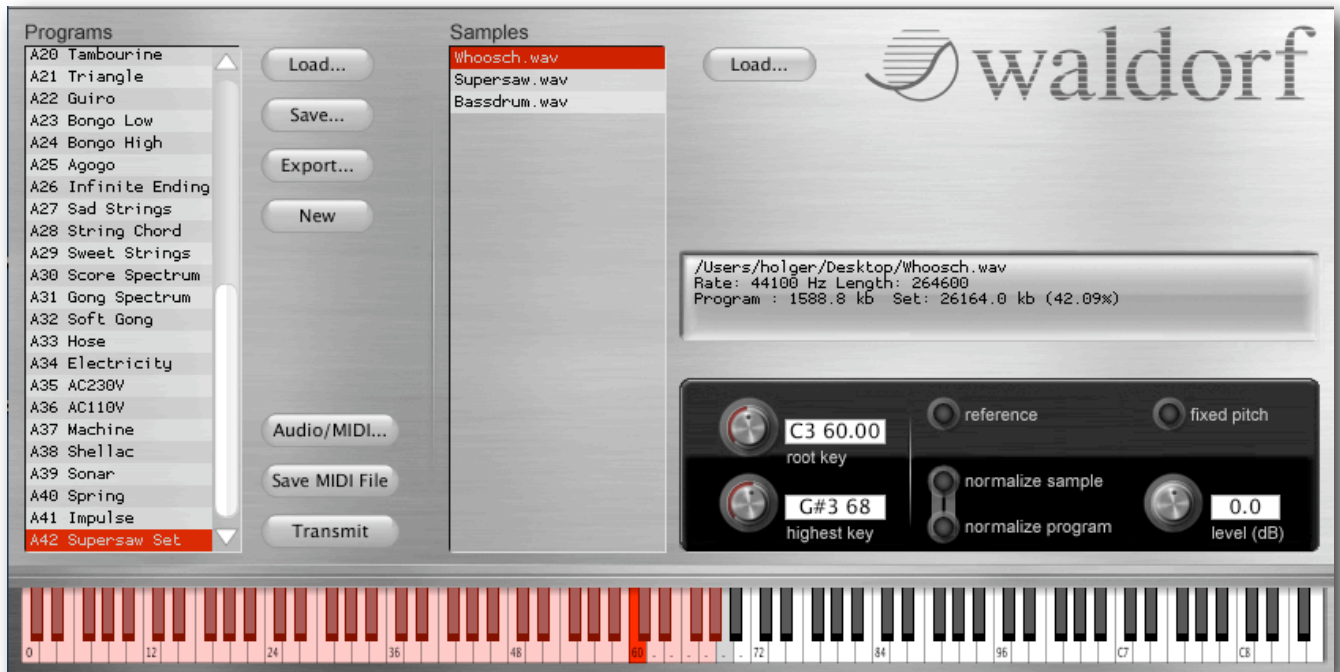 Programs
A20 Tambourine
A21 Triangle
A22 Guiro
A23 Bongo Low
A24 Bongo High
A25 Agogo
A26 Infinite Ending
A27 Sad Strings
A28 String Chord
A29 Sweet Strings
A30 Score Spectrum
A31 Gong Spectrum
A32 Soft Gong
A33 Hose
A34 Electricity
A35 AC230V
A36 AC110V
A37 Machine
A38 Shellac
A39 Sonar
A40 Spring
A41 Impulse
A42 Supersaw Set
Load...
Save...
Export...
New
Audio/MIDI...
Save MIDI File
Transmit
Samples
Whoosch.wav
Supersaw.wav
Bassdrum.wav
Load...
waldorf
/Users/holger/Desktop/Whoosch.wav
Rate: 44100 Hz Length: 264600
Program : 1588.8 kb Set: 26164.0 kb (42.09%)
C3 60.00
root key
G#3 68
highest key
reference
normalize sample
normalize program
fixed pitch
0.0
level (dB)
0 12 24 36 48 60 72 84 96 C7 C8